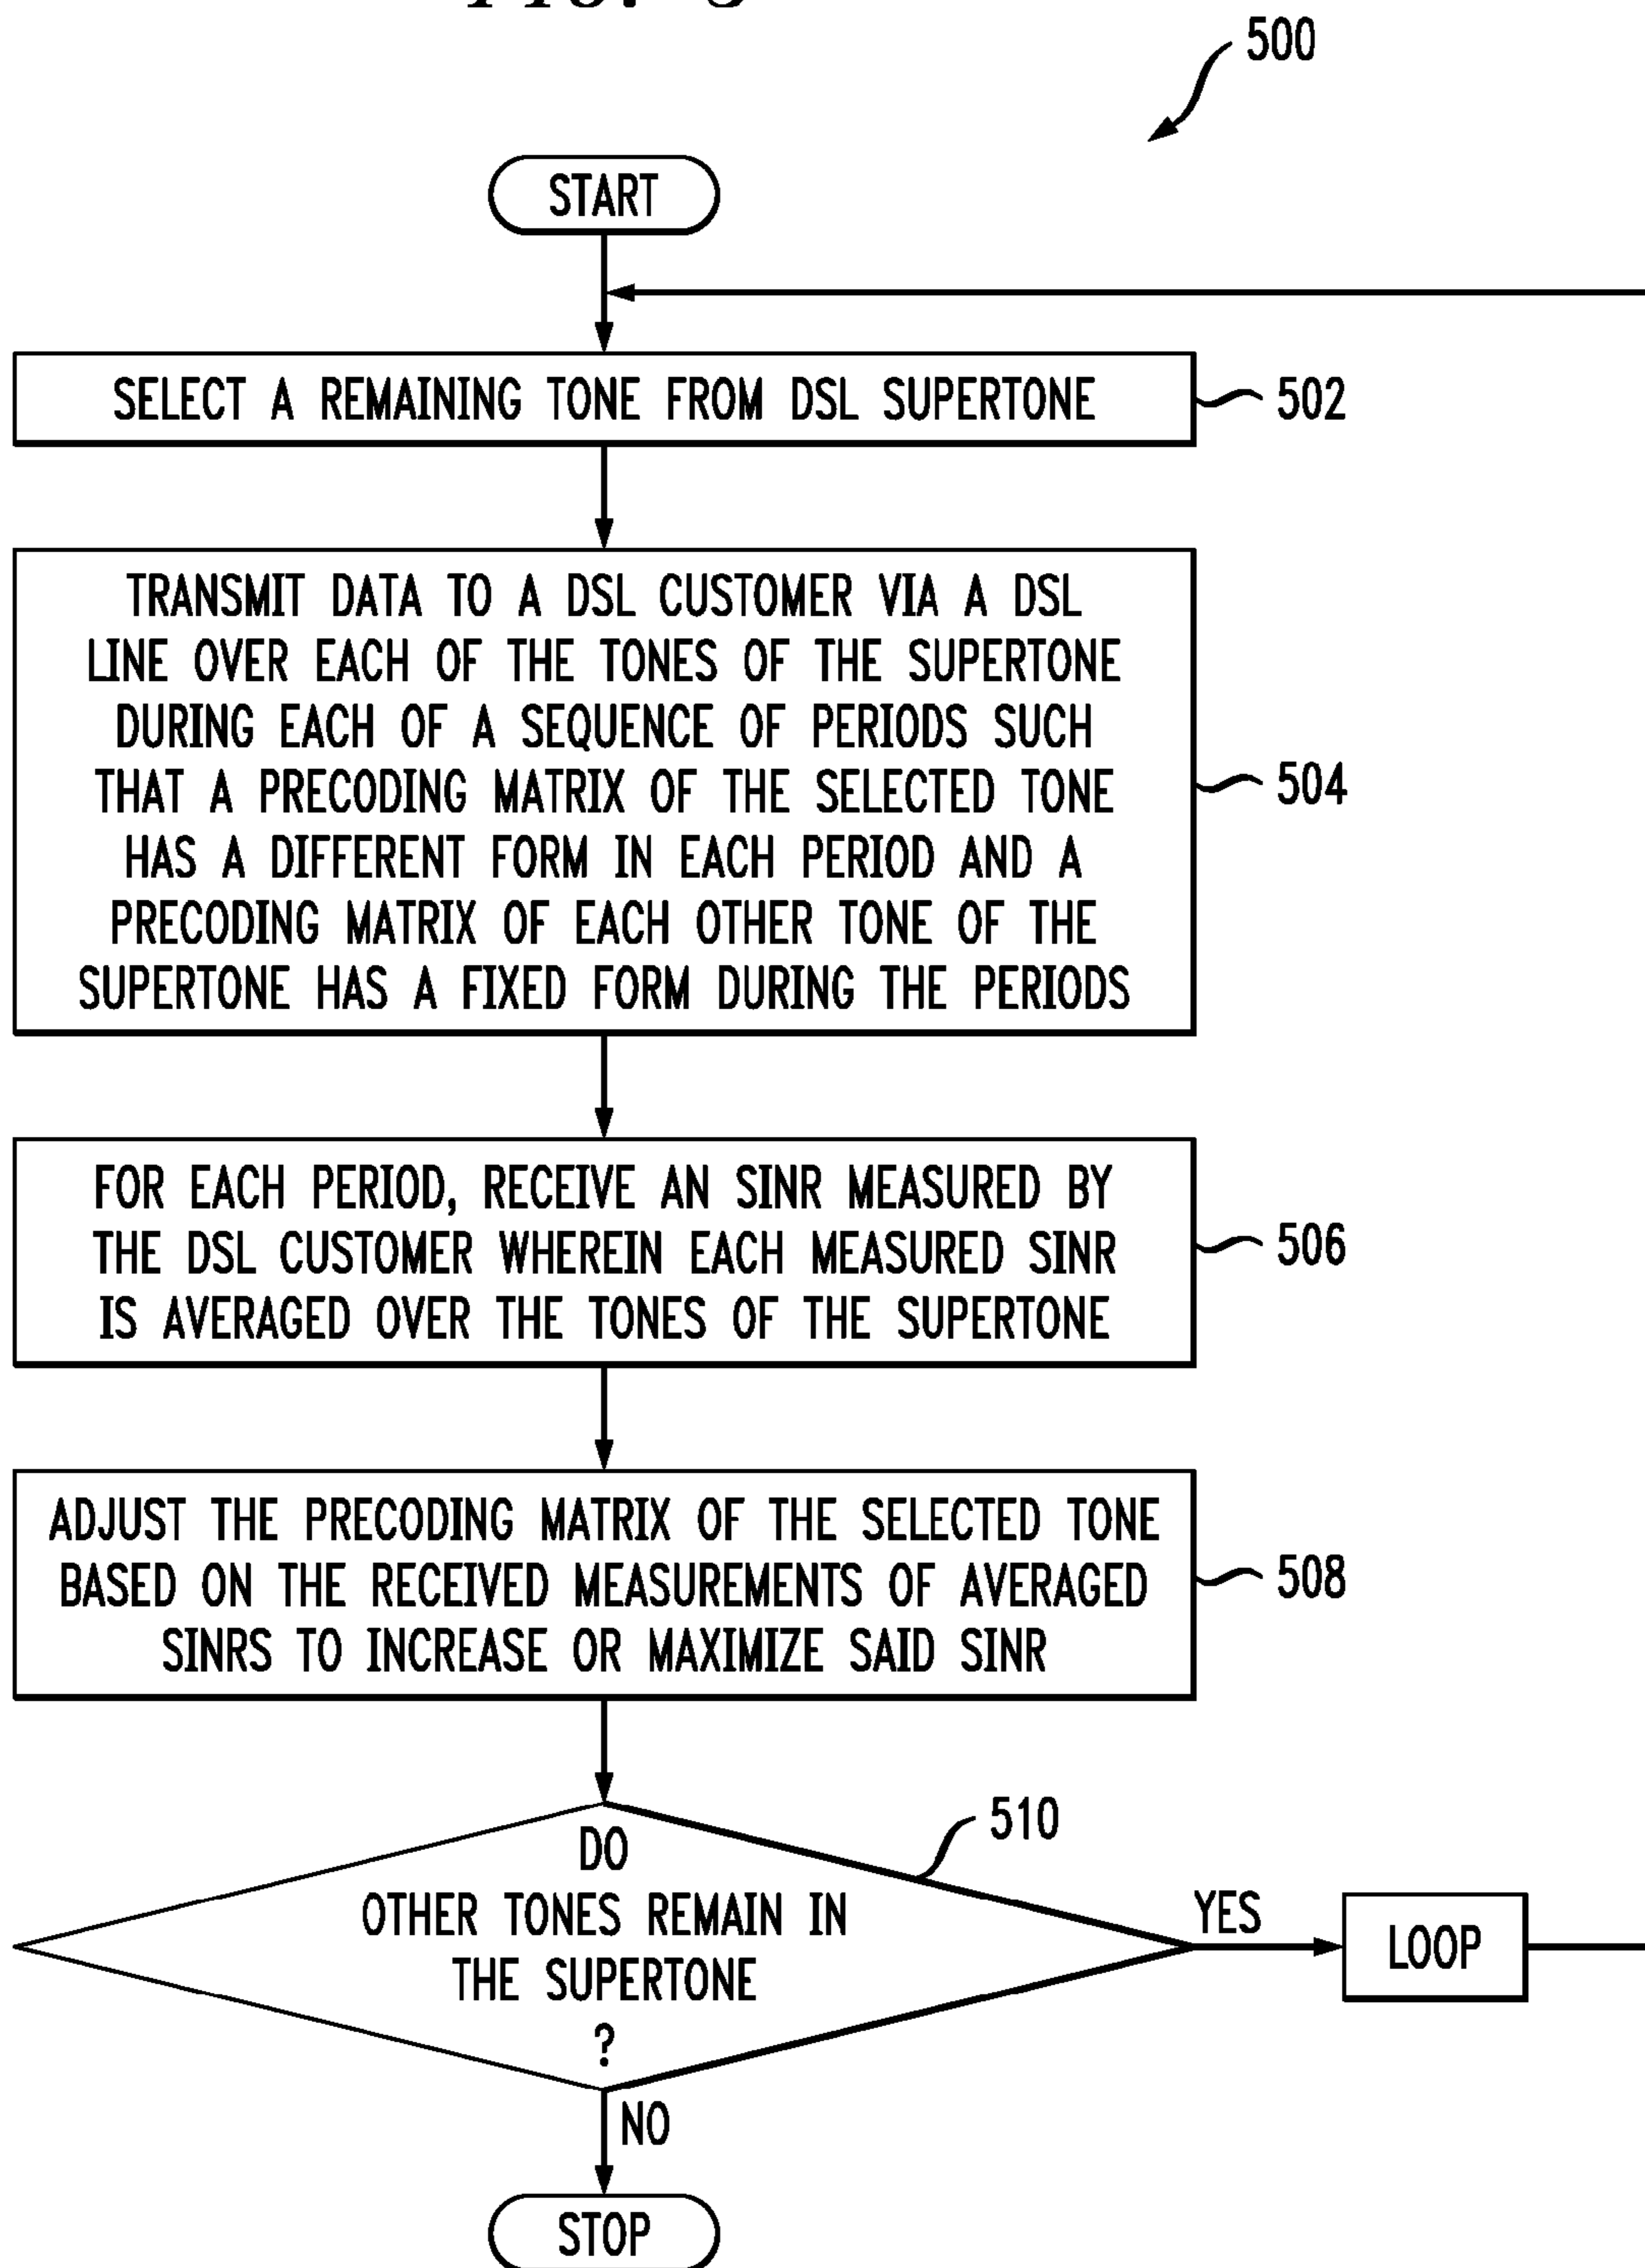 500
START
SELECT A REMAINING TONE FROM DSL SUPERTONE
502
TRANSMIT DATA TO A DSL CUSTOMER VIA A DSL
LINE OVER EACH OF THE TONES OF THE SUPERTONE
DURING EACH OF A SEQUENCE OF PERIODS SUCH
THAT A PRECODING MATRIX OF THE SELECTED TONE
HAS A DIFFERENT FORM IN EACH PERIOD AND A
PRECODING MATRIX OF EACH OTHER TONE OF THE
SUPERTONE HAS A FIXED FORM DURING THE PERIODS
504
FOR EACH PERIOD, RECEIVE AN SINR MEASURED BY
THE DSL CUSTOMER WHEREIN EACH MEASURED SINR
IS AVERAGED OVER THE TONES OF THE SUPERTONE
506
ADJUST THE PRECODING MATRIX OF THE SELECTED TONE
BASED ON THE RECEIVED MEASUREMENTS OF AVERAGED
SINRS TO INCREASE OR MAXIMIZE SAID SINR
508
510
DO
OTHER TONES REMAIN IN
THE SUPERTONE
?
YES
LOOP
NO
STOP